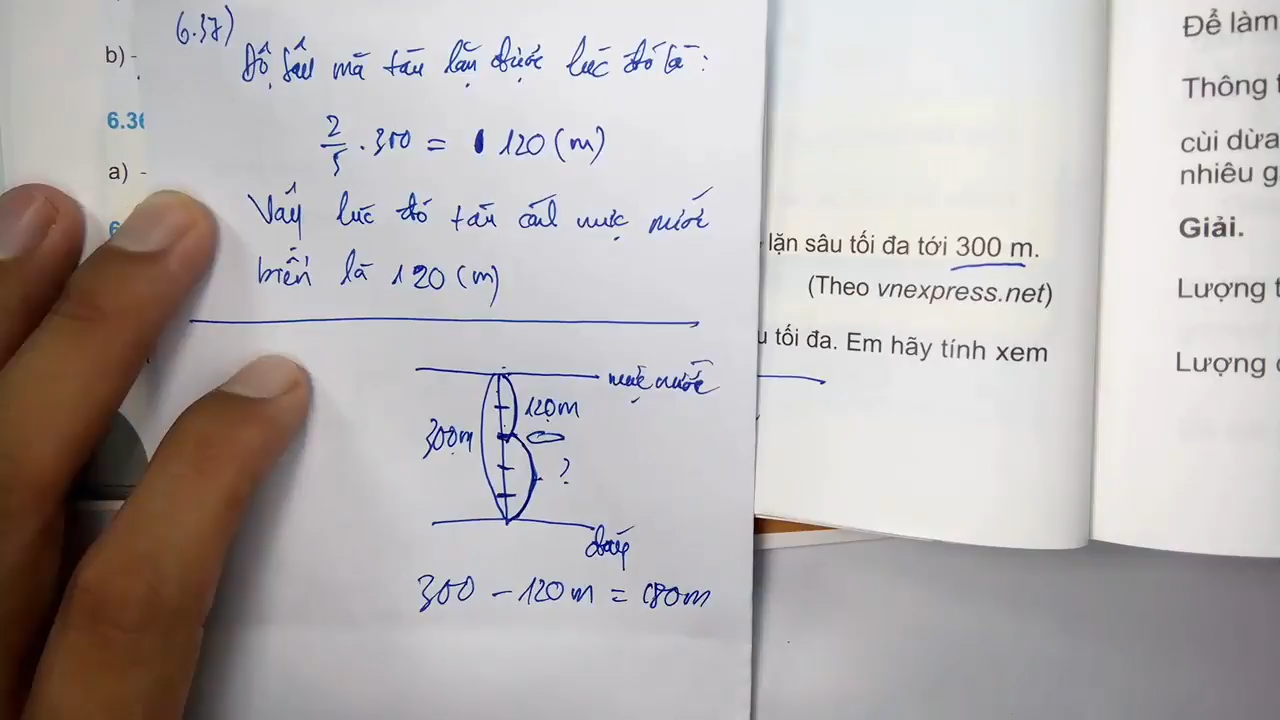 b) -
6.36
a) -
6.37)
Độ sâu mà tàu lặn được lúc đó là:
2/5 . 300 = 120 (m)
Vậy lúc đó tàu cách mực nước
biển là 120 (m)
mực nước
300m
120m
?
đáy
300 - 120m = 180m
lặn sâu tối đa tới 300 m.
(Theo vnexpress.net)
u tối đa. Em hãy tính xem
Để làm
Thông t
cùi dừa
nhiêu g
Giải.
Lượng t
Lượng